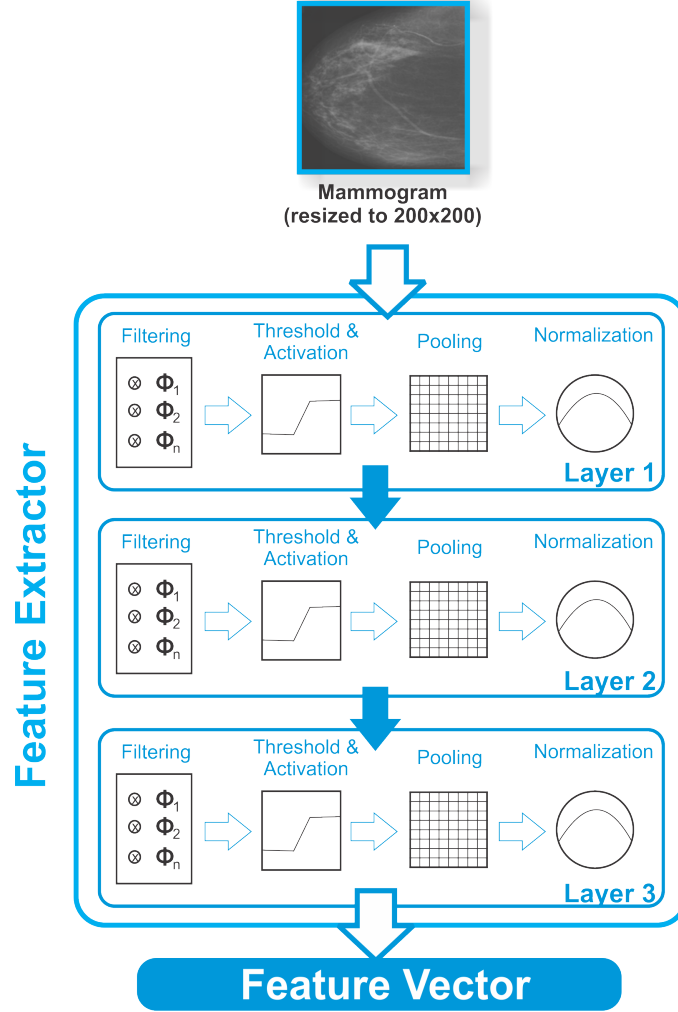 Mammogram
(resized to 200x200)
Feature Extractor
Filtering
Threshold &
Activation
Pooling
Normalization
ⓧ Φ1
ⓧ Φ2
ⓧ Φn
Layer 1
Filtering
Threshold &
Activation
Pooling
Normalization
ⓧ Φ1
ⓧ Φ2
ⓧ Φn
Layer 2
Filtering
Threshold &
Activation
Pooling
Normalization
ⓧ Φ1
ⓧ Φ2
ⓧ Φn
Layer 3
Feature Vector